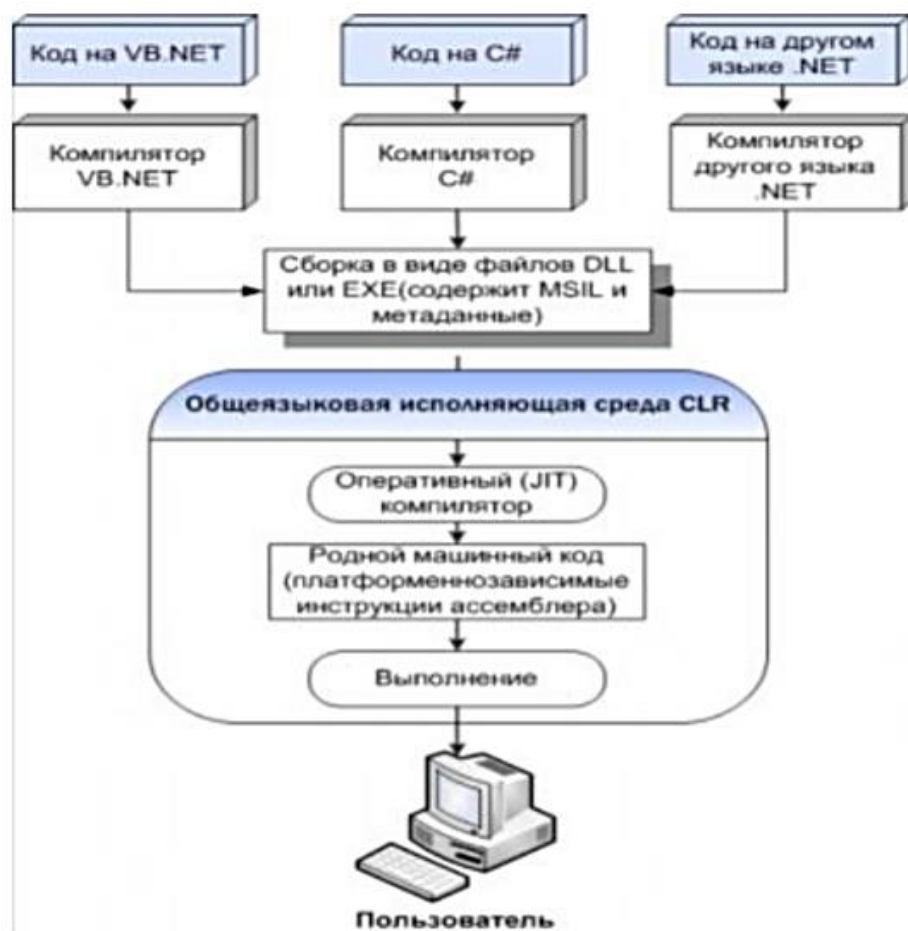 Код на VB.NET
Код на C#
Код на другом
языке .NET
Компилятор
VB.NET
Компилятор
C#
Компилятор
другого языка
.NET
Сборка в виде файлов DLL
или EXE(содержит MSIL и
метаданные)
Общеязыковая исполняющая среда CLR
Оперативный (JIT)
компилятор
Родной машинный код
(платформеннозависимые
инструкции ассемблера)
Выполнение
Пользователь